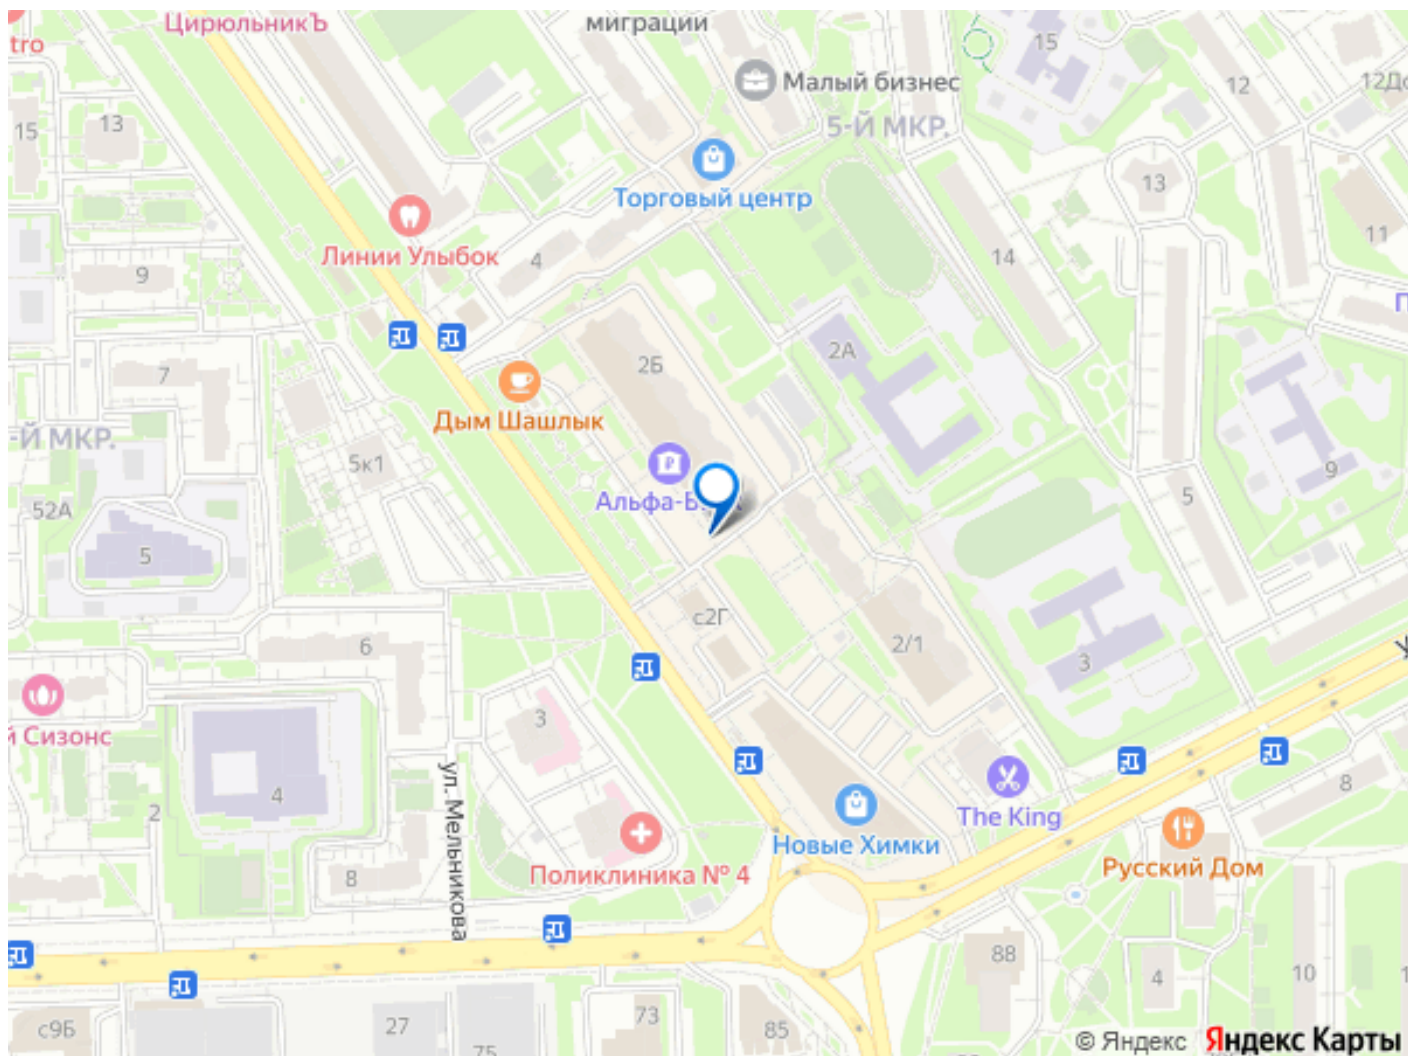 ЦирюльникЪ
миграции
tro
15
Малый бизнес
12
15
13
5-Й МКР.
13
Торговый центр
11
Линии Улыбок
4
14
9
2Б
2А
7
Дым Шашлык
-Й МКР.
5к1
9
Альфа-Б
5
52А
5
с2Г
6
2/1
3
й Сизонс
3
ул. Мельникова
The King
8
4
2
Новые Химки
Русский Дом
Поликлиника № 4
8
88
4
10
с9Б
27
73
85
75
© Яндекс Яндекс Карты